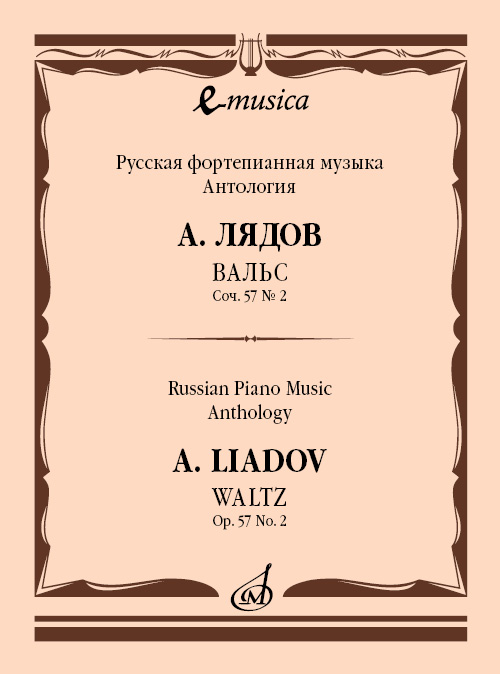 e-musica
Русская фортепианная музыка
Антология
А. ЛЯДОВ
ВАЛЬС
Соч. 57 № 2
Russian Piano Music
Anthology
A. LIADOV
WALTZ
Op. 57 No. 2